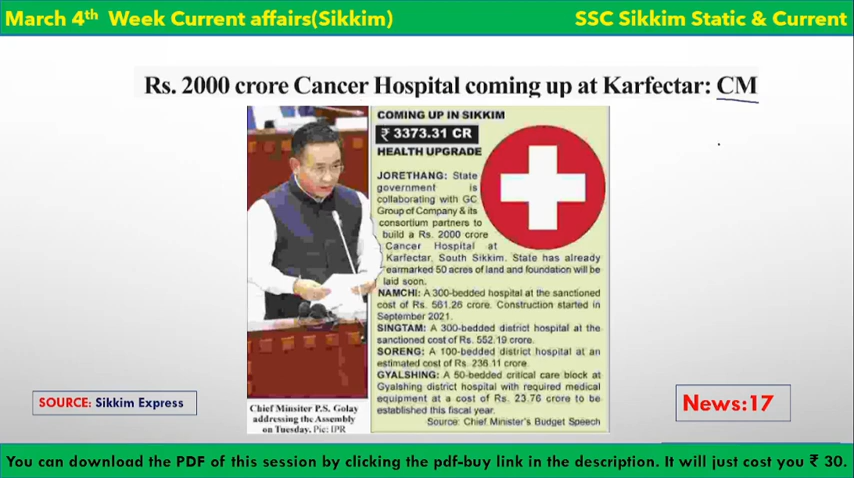 March 4th Week Current affairs(Sikkim)
SSC Sikkim Static & Current
Rs. 2000 crore Cancer Hospital coming up at Karfectar: CM
COMING UP IN SIKKIM
₹ 3373.31 CR
HEALTH UPGRADE
JORETHANG: State
government is
collaborating with GC
Group of Company & its
consortium partners to
build a Rs. 2000 crore
Cancer Hospital at
Karfectar, South Sikkim. State has already
earmarked 50 acres of land and foundation will be
laid soon.
NAMCHI: A 300-bedded hospital at the sanctioned
cost of Rs. 561.26 crore. Construction started in
September 2021.
SINGTAM: A 300-bedded district hospital at the
sanctioned cost of Rs. 552.19 crore.
SORENG: A 100-bedded district hospital at an
estimated cost of Rs. 236.11 crore.
GYALSHING: A 50-bedded critical care block at
Gyalshing district hospital with required medical
equipment at a cost of Rs. 23.76 crore to be
established this fiscal year.
Source: Chief Minister's Budget Speech
Chief Minsiter P.S. Golay
addressing the Assembly
on Tuesday. Pic: IPR
SOURCE: Sikkim Express
News:17
You can download the PDF of this session by clicking the pdf-buy link in the description. It will just cost you ₹ 30.